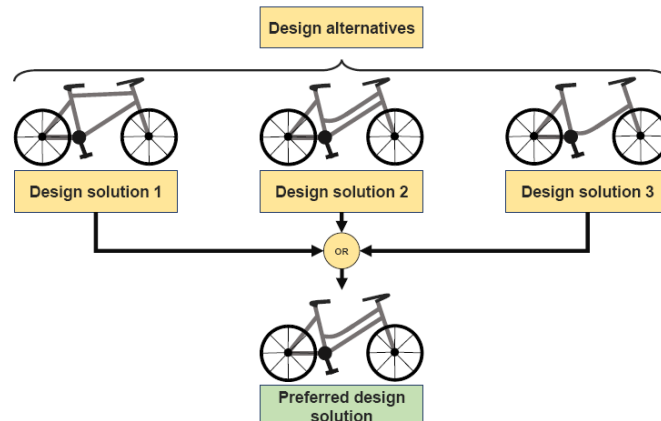 Design alternatives
Design solution 1
Design solution 2
Design solution 3
OR
Preferred design
solution